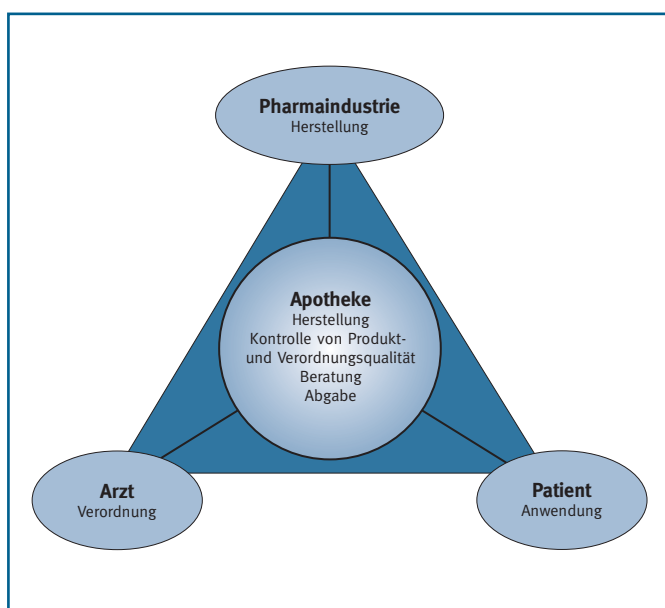 Pharmaindustrie
Herstellung
Apotheke
Herstellung
Kontrolle von Produkt-
und Verordnungsqualität
Beratung
Abgabe
Arzt
Verordnung
Patient
Anwendung